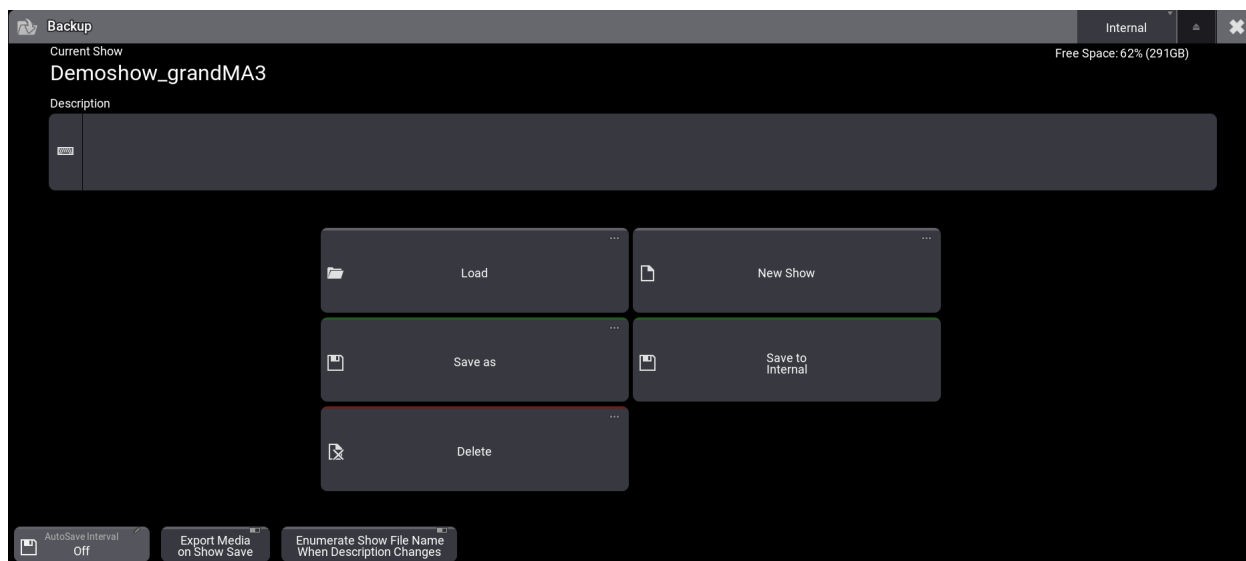 Backup
Internal
Current Show
Free Space: 62% (291GB)
Demoshow_grandMA3
Description
Load
New Show
Save as
Save to
Internal
Delete
AutoSave Interval
Off
Export Media
on Show Save
Enumerate Show File Name
When Description Changes